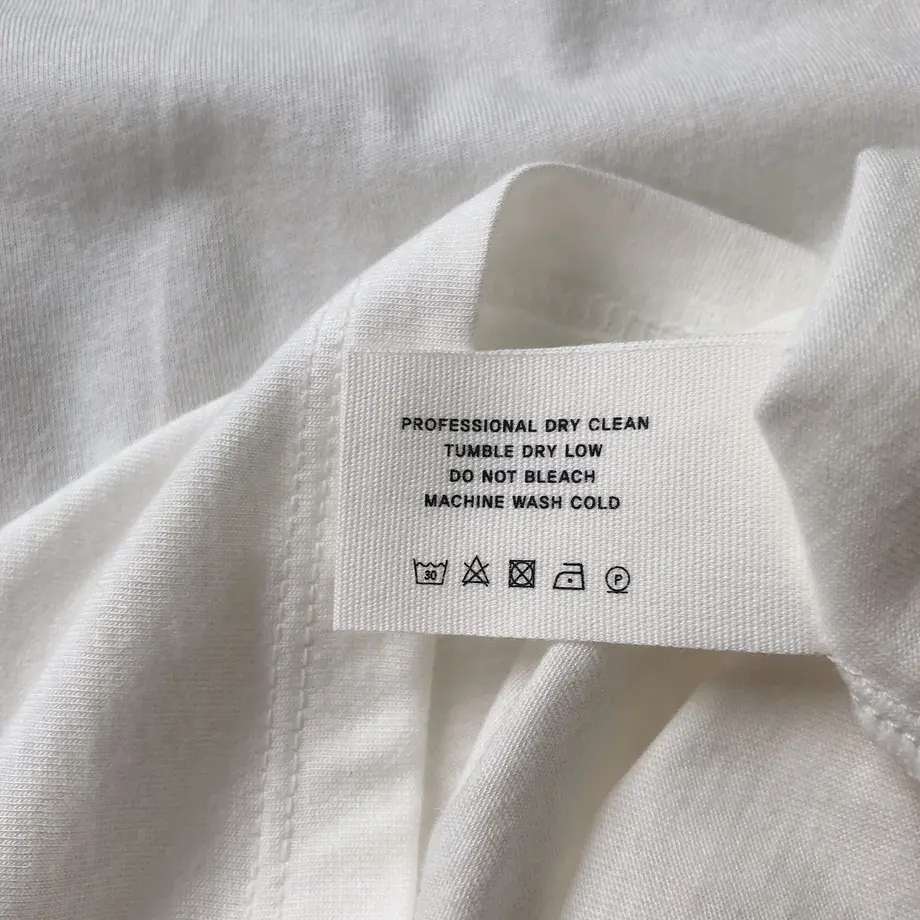 PROFESSIONAL DRY CLEAN
TUMBLE DRY LOW
DO NOT BLEACH
MACHINE WASH COLD
30 P